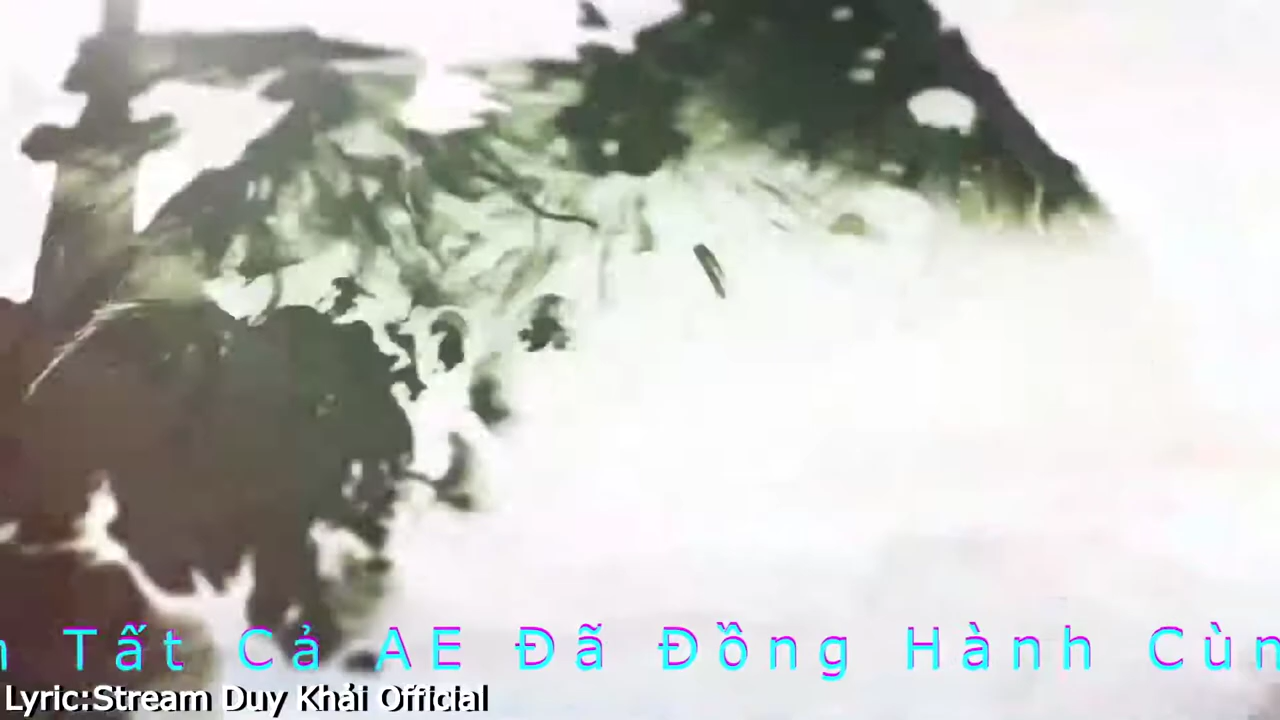 Tất Cả AE Đã Đồng Hành
Lyric:Stream Duy Khải Official